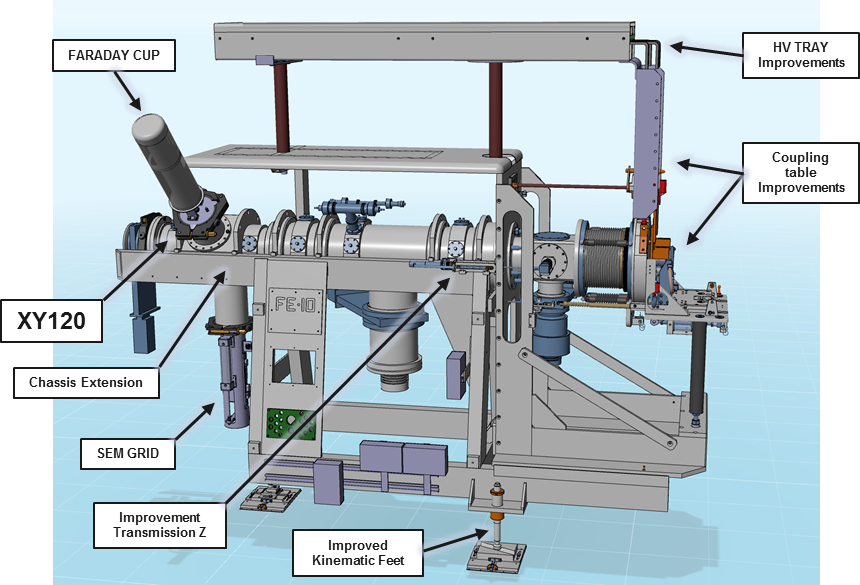 FARADAY CUP
HV TRAY
Improvements
Coupling
table
Improvements
FE-10
XY120
Chassis Extension
SEM GRID
Improvement
Transmission Z
Improved
Kinematic Feet